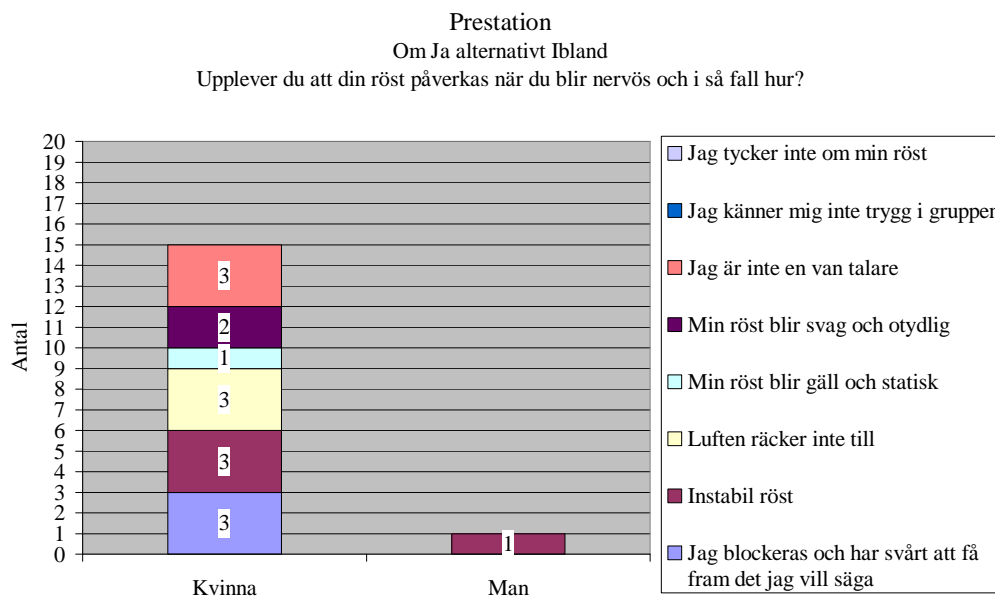 Prestation
Om Ja alternativt Ibland
Upplever du att din röst påverkas när du blir nervös och i så fall hur?
Antal
20
19
18
17
16
15
14
13
12
11
10
9
8
7
6
5
4
3
2
1
0
3
2
1
3
3
3
1
Kvinna
Man
Jag tycker inte om min röst
Jag känner mig inte trygg i gruppen
Jag är inte en van talare
Min röst blir svag och otydlig
Min röst blir gäll och statisk
Luften räcker inte till
Instabil röst
Jag blockeras och har svårt att få
fram det jag vill säga